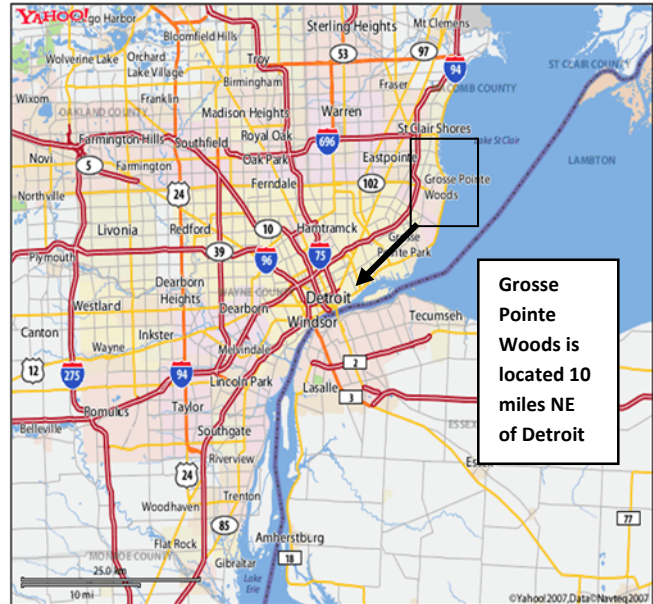 YAHOO!
go Harbor
Bloomfield Hills
Sterling Heights
Mt Clemens
Wolverine Lake
Orchard
Lake Village
Troy
53
97
94
ST CLAIR COUNTY
Birmingham
Fraser
COMB COUNTY
Wixom
Franklin
OAKLAND COUNTY
Madison Heights
Warren
Royal Oak
696
St Clair Shores
Lake St Clair
Novi
Farmington Hills
Southfield
Oak Park
Eastpointe
LAMBTON
5
Farmington
Ferndale
102
Grosse Pointe
Woods
Northville
24
10
Hamtramck
Livonia
Redford
39
96
75
Grosse
Pointe Park
Plymouth
Dearborn
Heights
WAYNE COUNTY
Detroit
Westland
Dearborn
Windsor
Tecumseh
Canton
Inkster
Wayne
Melvindale
12
275
94
Lincoln Park
2
Lasalle
3
Romulus
Taylor
Belleville
Southgate
ESSEX
Essex
Riverview
24
Woodhaven
Trenton
77
85
Flat Rock
Amherstburg
MONROE COUNTY
Gibraltar
18
25.0 km
Lake
Erie
10 mi
©Yahoo! 2007, Data©Navteq2007
Grosse
Pointe
Woods is
located 10
miles NE
of Detroit